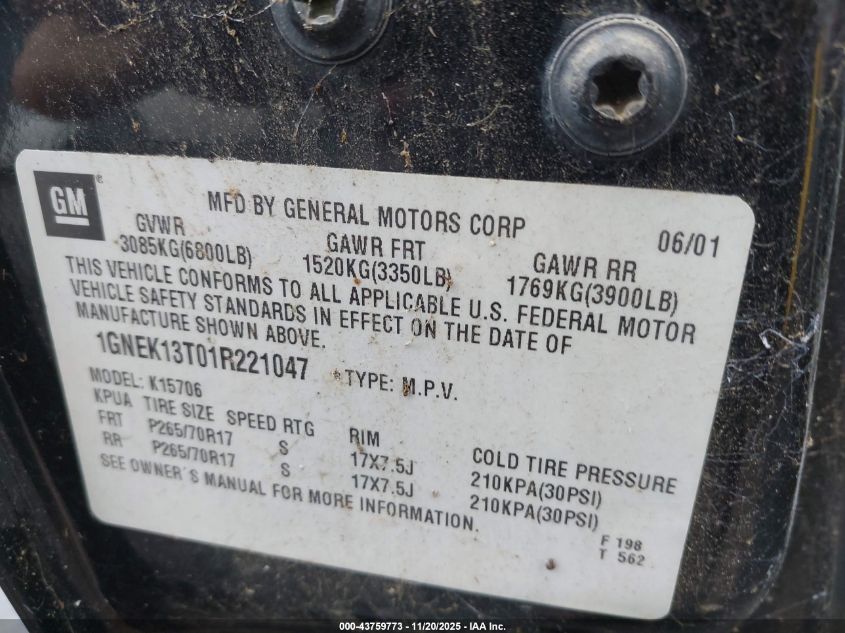 GM®
MFD BY GENERAL MOTORS CORP 06/01
GVWR GAWR FRT GAWR RR
3085KG(6800LB) 1520KG(3350LB) 1769KG(3900LB)
THIS VEHICLE CONFORMS TO ALL APPLICABLE U.S. FEDERAL MOTOR
VEHICLE SAFETY STANDARDS IN EFFECT ON THE DATE OF
MANUFACTURE SHOWN ABOVE.
1GNEK13T01R221047 TYPE: M.P.V.
MODEL: K15706
KPUA TIRE SIZE SPEED RTG RIM COLD TIRE PRESSURE
FRT P265/70R17 S 17X7.5J 210KPA(30PSI)
RR P265/70R17 S 17X7.5J 210KPA(30PSI)
SEE OWNER'S MANUAL FOR MORE INFORMATION.
F 198
T 562
000-43759773 - 11/20/2025 - IAA Inc.